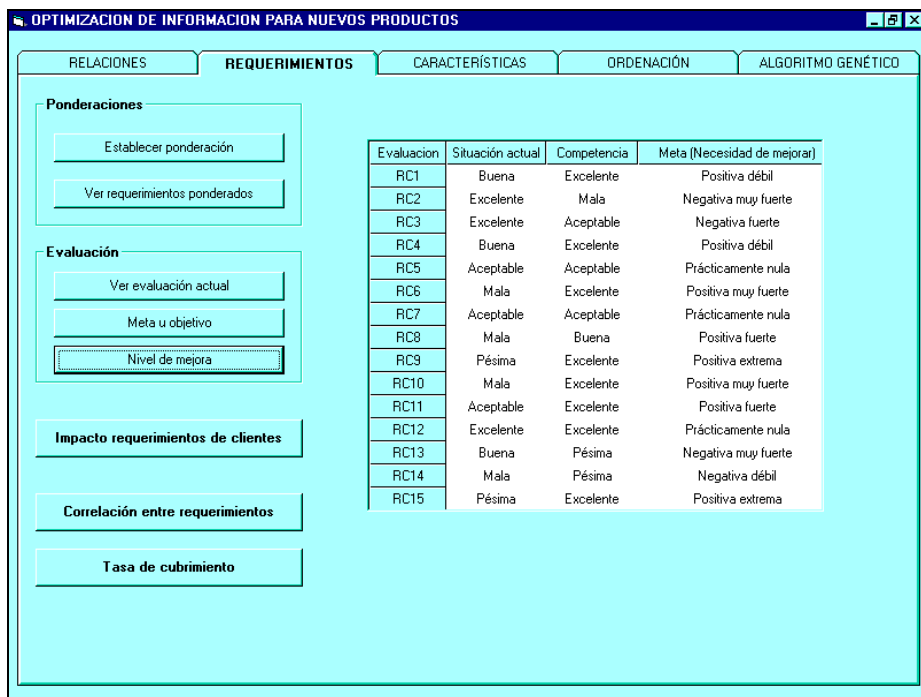 OPTIMIZACION DE INFORMACION PARA NUEVOS PRODUCTOS
RELACIONES REQUERIMIENTOS CARACTERÍSTICAS ORDENACIÓN ALGORITMO GENÉTICO
Ponderaciones
Establecer ponderación
Ver requerimientos ponderados
Evaluación
Ver evaluación actual
Meta u objetivo
Nivel de mejora
Impacto requerimientos de clientes
Correlación entre requerimientos
Tasa de cubrimiento
Evaluacion Situación actual Competencia Meta (Necesidad de mejorar)
RC1 Buena Excelente Positiva débil
RC2 Excelente Mala Negativa muy fuerte
RC3 Excelente Aceptable Negativa fuerte
RC4 Buena Excelente Positiva débil
RC5 Aceptable Aceptable Prácticamente nula
RC6 Mala Excelente Positiva muy fuerte
RC7 Aceptable Aceptable Prácticamente nula
RC8 Mala Buena Positiva fuerte
RC9 Pésima Excelente Positiva extrema
RC10 Mala Excelente Positiva muy fuerte
RC11 Aceptable Excelente Positiva fuerte
RC12 Excelente Excelente Prácticamente nula
RC13 Buena Pésima Negativa muy fuerte
RC14 Mala Pésima Negativa débil
RC15 Pésima Excelente Positiva extrema